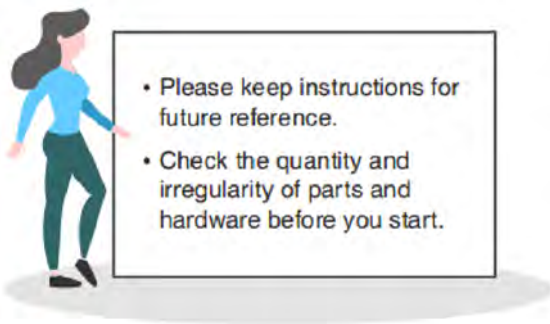 • Please keep instructions for
future reference.
• Check the quantity and
irregularity of parts and
hardware before you start.